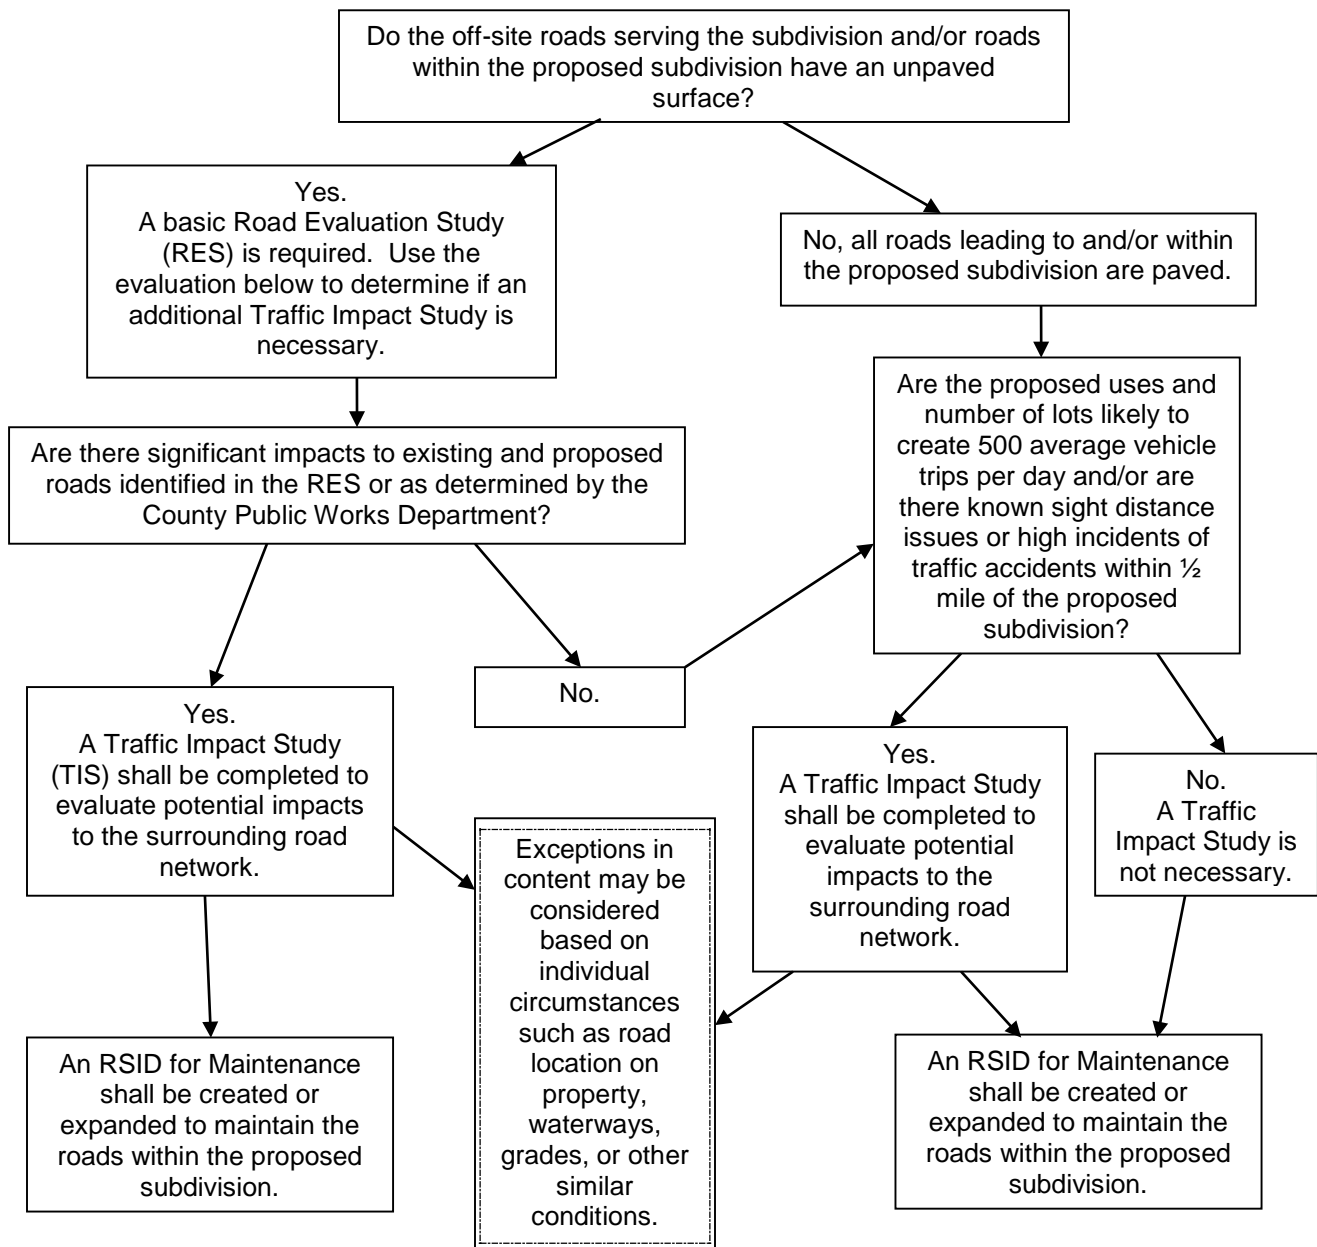 Do the off-site roads serving the subdivision and/or roads
within the proposed subdivision have an unpaved
surface?
Yes.
A basic Road Evaluation Study
(RES) is required.  Use the
evaluation below to determine if an
additional Traffic Impact Study is
necessary.
No, all roads leading to and/or within
the proposed subdivision are paved.
Are there significant impacts to existing and proposed
roads identified in the RES or as determined by the
County Public Works Department?
Are the proposed uses and
number of lots likely to
create 500 average vehicle
trips per day and/or are
there known sight distance
issues or high incidents of
traffic accidents within ½
mile of the proposed
subdivision?
Yes.
A Traffic Impact Study
(TIS) shall be completed to
evaluate potential impacts
to the surrounding road
network.
No.
Yes.
A Traffic Impact Study
shall be completed to
evaluate potential
impacts to the
surrounding road
network.
No.
A Traffic
Impact Study is
not necessary.
Exceptions in
content may be
considered
based on
individual
circumstances
such as road
location on
property,
waterways,
grades, or other
similar
conditions.
An RSID for Maintenance
shall be created or
expanded to maintain the
roads within the proposed
subdivision.
An RSID for Maintenance
shall be created or
expanded to maintain the
roads within the proposed
subdivision.